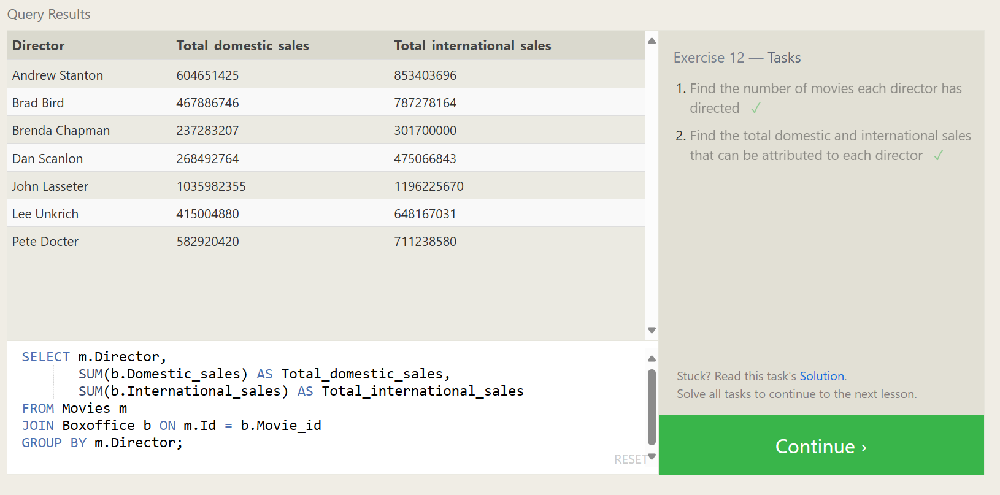 Query Results
Director Total_domestic_sales Total_international_sales
Andrew Stanton 604651425 853403696
Brad Bird 467886746 787278164
Brenda Chapman 237283207 301700000
Dan Scanlon 268492764 475066843
John Lasseter 1035982355 1196225670
Lee Unkrich 415004880 648167031
Pete Docter 582920420 711238580
SELECT m.Director,
SUM(b.Domestic_sales) AS Total_domestic_sales,
SUM(b.International_sales) AS Total_international_sales
FROM Movies m
JOIN Boxoffice b ON m.Id = b.Movie_id
GROUP BY m.Director;
RESET
Exercise 12 — Tasks
1. Find the number of movies each director has
directed ✓
2. Find the total domestic and international sales
that can be attributed to each director ✓
Stuck? Read this task's Solution.
Solve all tasks to continue to the next lesson.
Continue ›